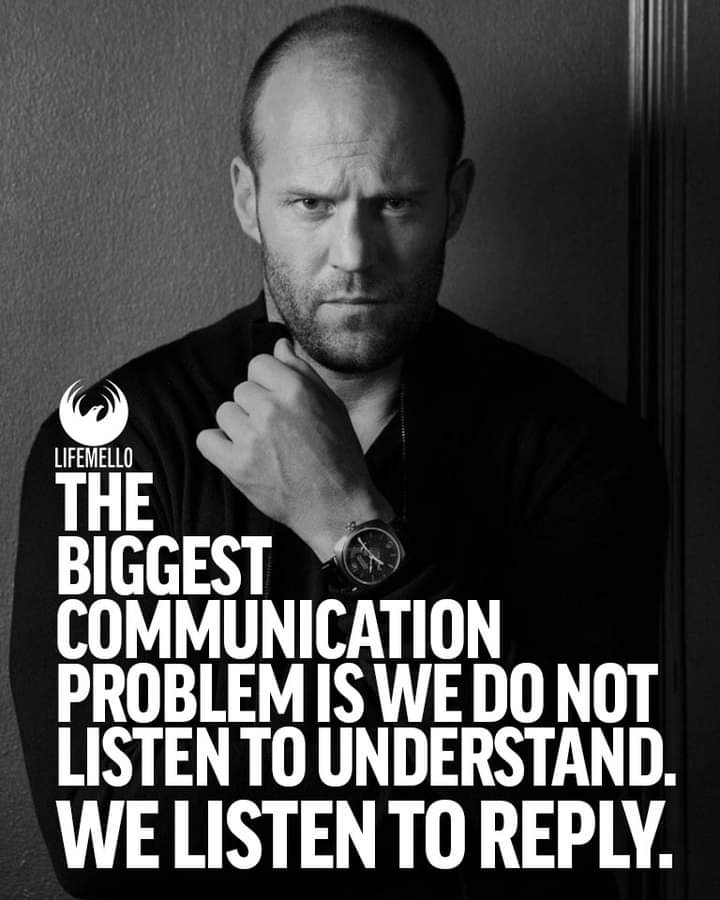 LIFEMELLO
THE
BIGGEST
COMMUNICATION
PROBLEM IS WE DO NOT
LISTEN TO UNDERSTAND.
WE LISTEN TO REPLY.